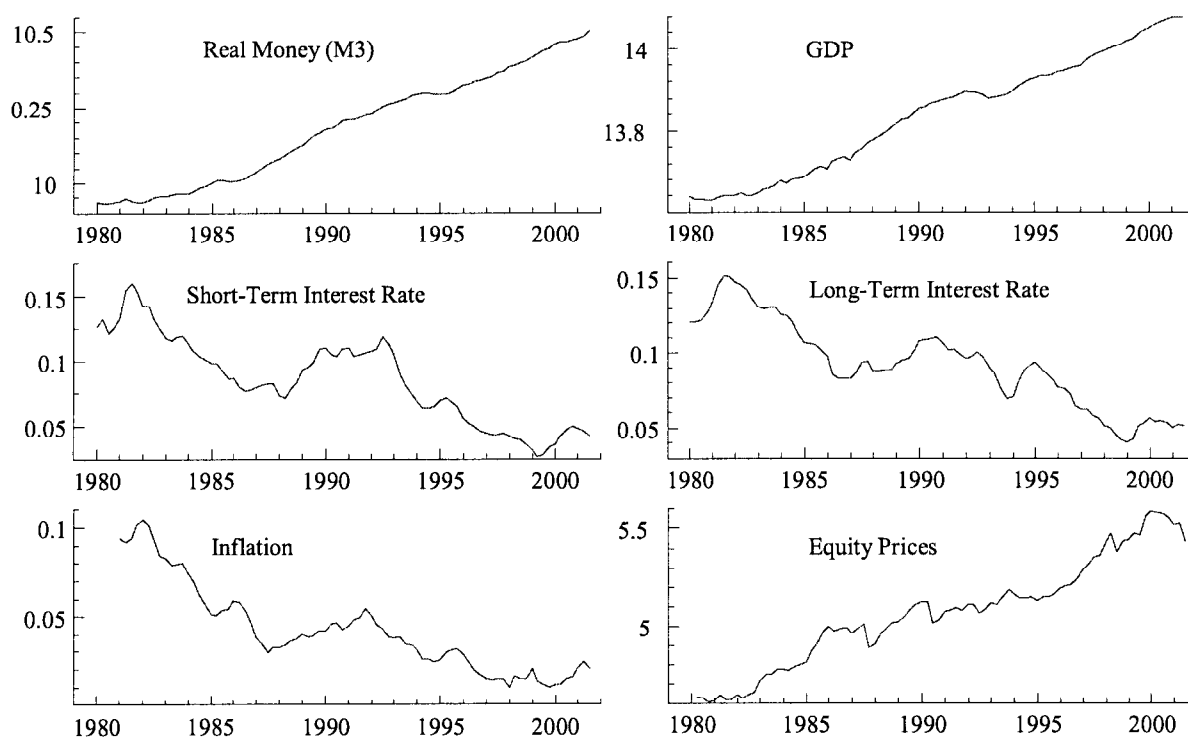 10.5
Real Money (M3)
0.25
10
1980 1985 1990 1995 2000
14
GDP
13.8
1980 1985 1990 1995 2000
0.15
Short-Term Interest Rate
0.1
0.05
1980 1985 1990 1995 2000
0.15
Long-Term Interest Rate
0.1
0.05
1980 1985 1990 1995 2000
0.1
Inflation
0.05
1980 1985 1990 1995 2000
5.5
Equity Prices
5
1980 1985 1990 1995 2000